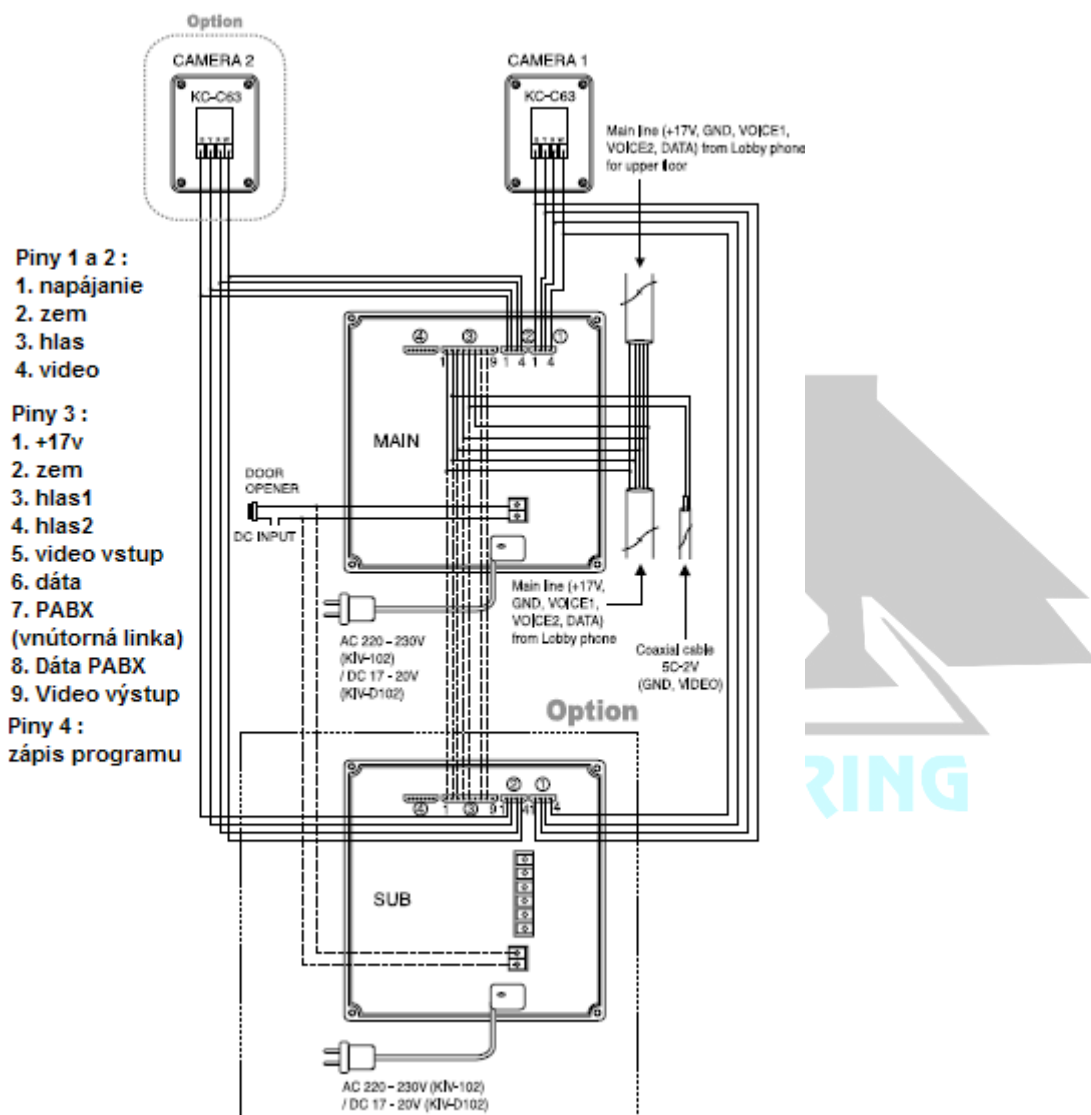 Option
CAMERA 2
KC-C63
CAMERA 1
KC-C63
Main line (+17V, GND, VOICE1,
VOICE2, DATA) from Lobby phone
for upper floor
Piny 1 a 2 :
1. napájanie
2. zem
3. hlas
4. video
Piny 3 :
1. +17v
2. zem
3. hlas1
4. hlas2
5. video vstup
6. dáta
7. PABX
(vnútorná linka)
8. Dáta PABX
9. Video výstup
Piny 4 :
zápis programu
④ ③ ② ①
1 9 1 4 1 4
MAIN
DOOR
OPENER
DC INPUT
AC 220 - 230V
(KIV-102)
/ DC 17 - 20V
(KIV-D102)
Main line (+17V,
GND, VOICE1,
VOICE2, DATA)
from Lobby phone
Coaxial cable
5C-2V
(GND, VIDEO)
Option
② ①
④ 1 ③ 9 1 4 1 4
SUB
AC 220 - 230V (KIV-102)
/ DC 17 - 20V (KIV-D102)
RING